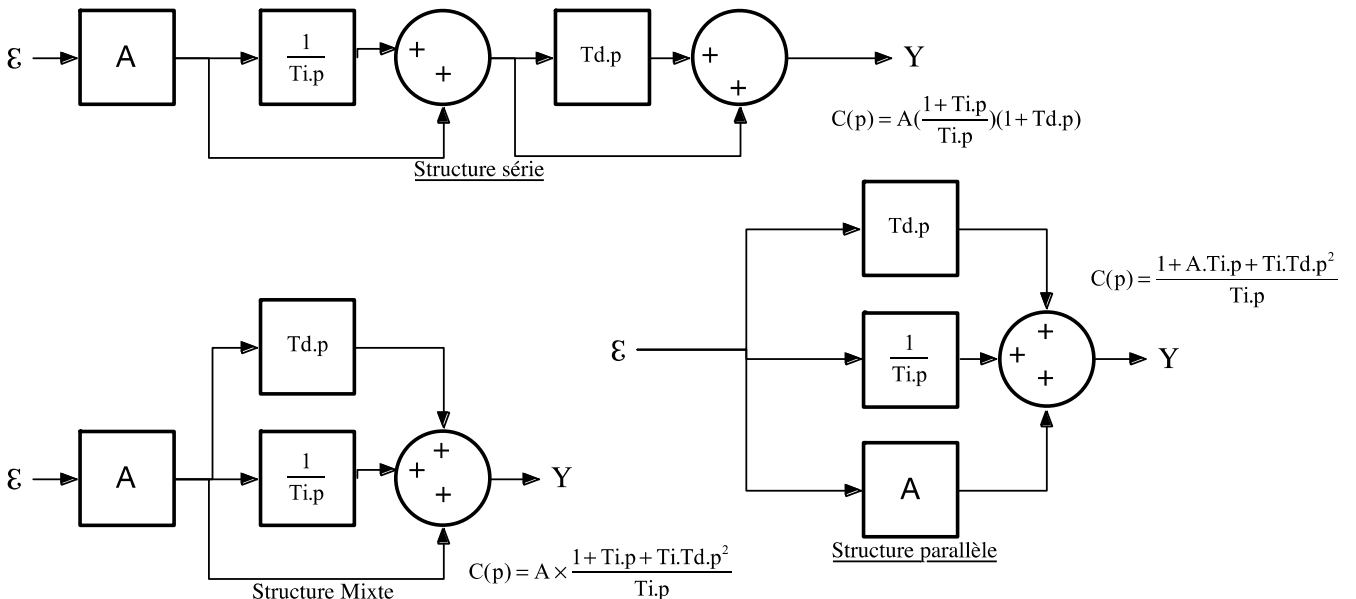 ε A 1/Ti.p + + Td.p + + Y
C(p) = A(1 + Ti.p/Ti.p)(1 + Td.p)
Structure série
Td.p
C(p) = 1 + A.Ti.p + Ti.Td.p²/Ti.p
ε 1/Ti.p + + + Y
A
Structure parallèle
Td.p
ε A 1/Ti.p + + + Y
C(p) = A × 1 + Ti.p + Ti.Td.p²/Ti.p
Structure Mixte